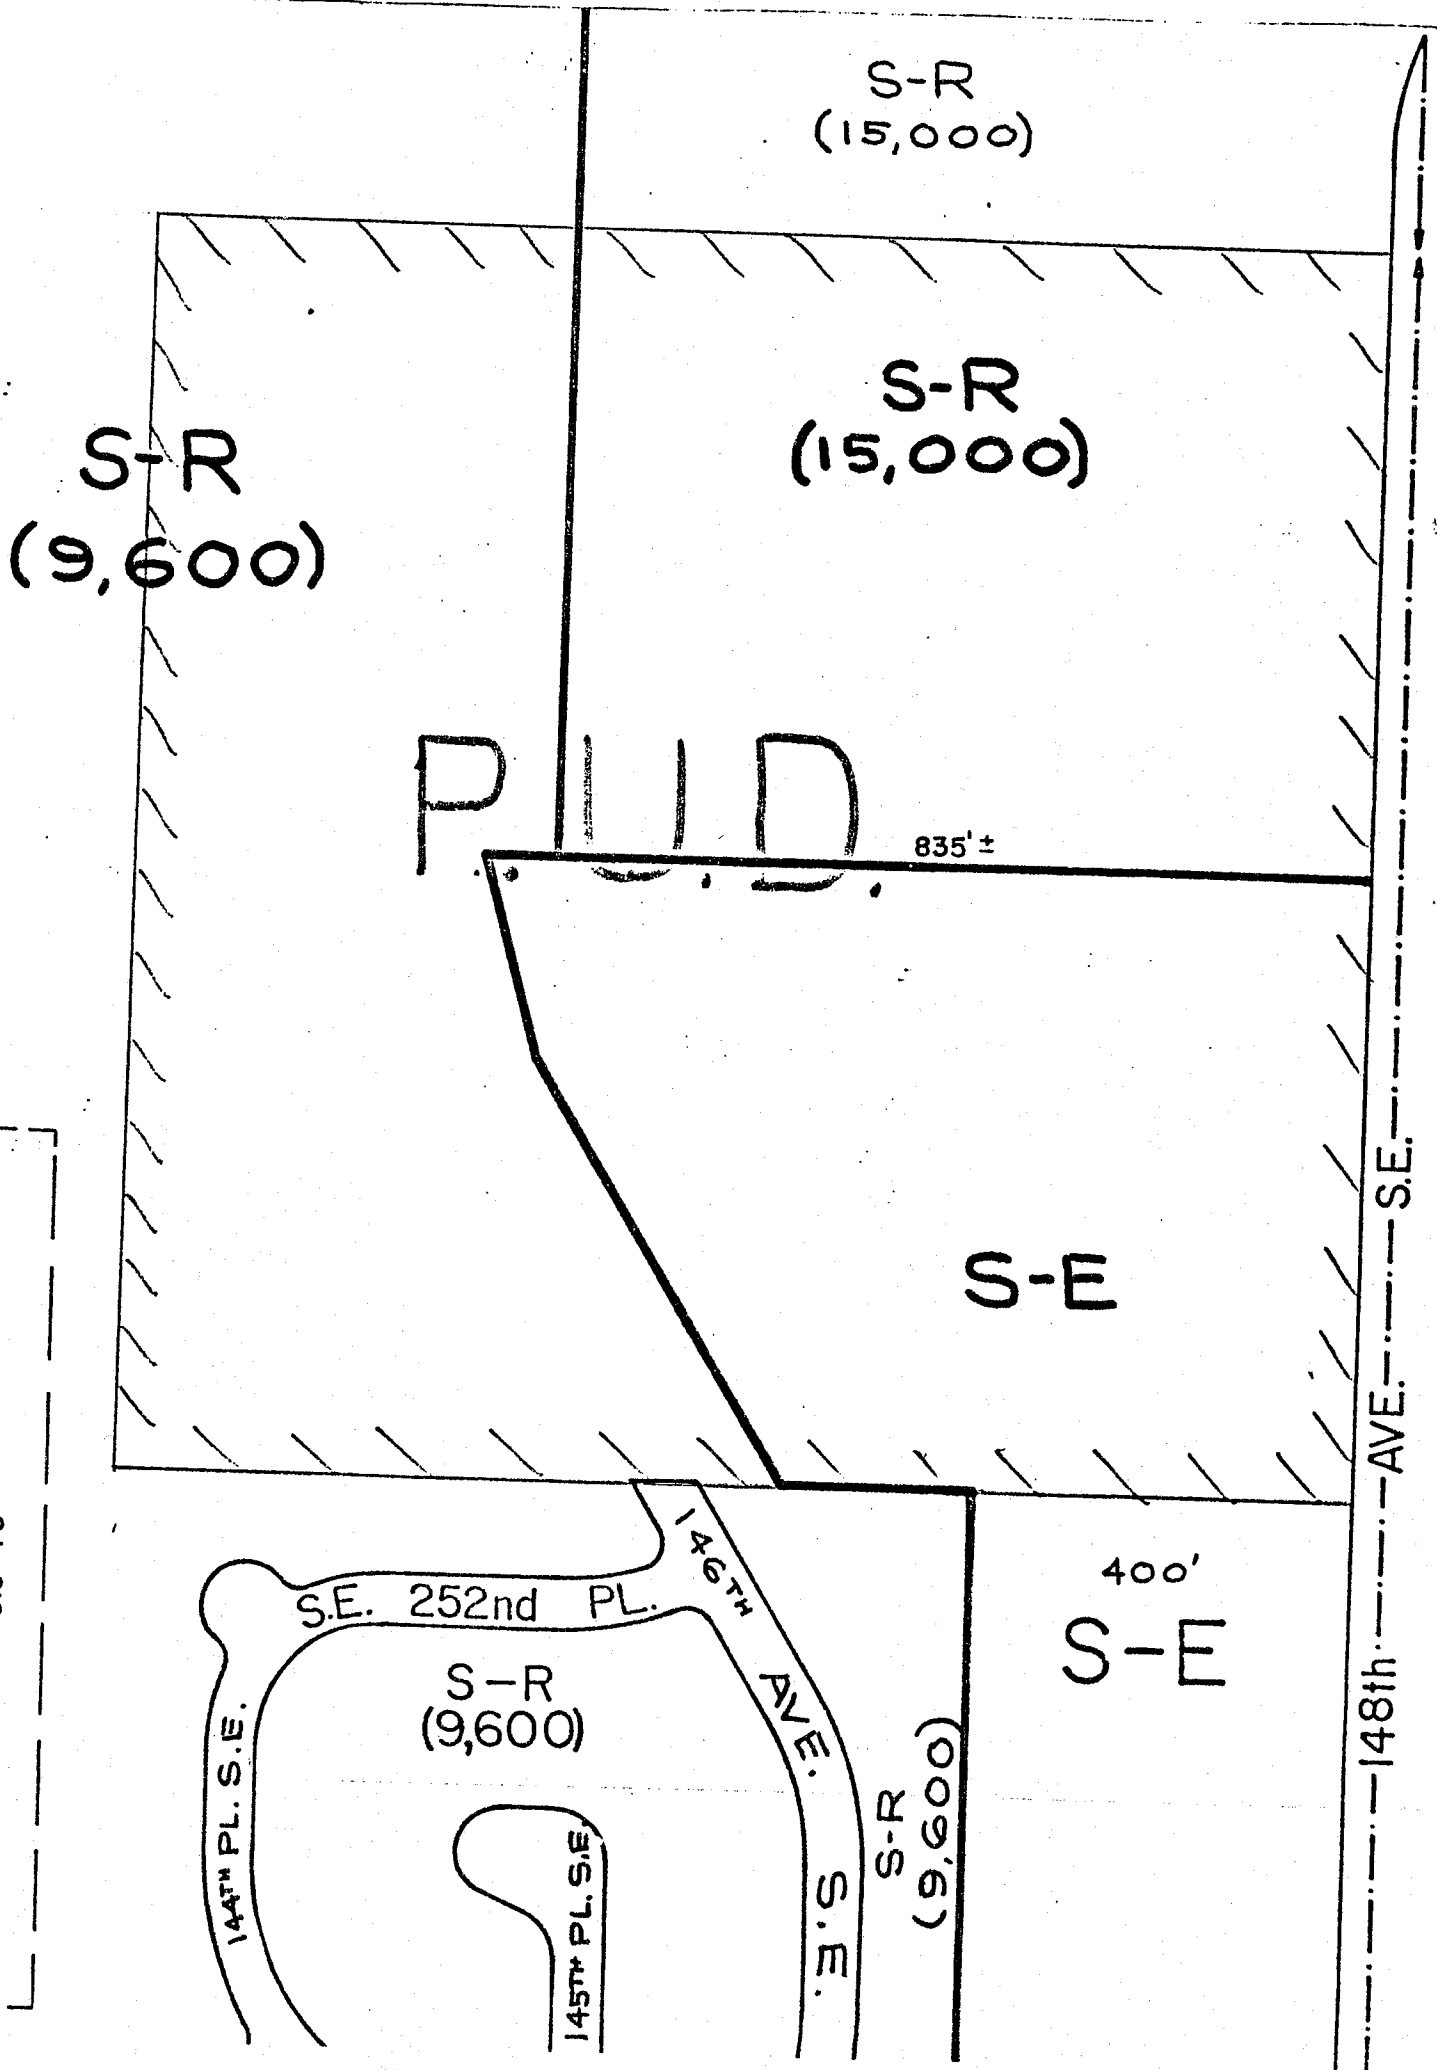 S-R
(15,000)
S-R
(15,000)
S-R
(9,600)
P.U.D.
835'±
S-E
400'
S-E
146TH AVE. S.E.
S.E. 252nd PL.
S-R
(9,600)
S-R
(9,600)
144TH PL. S.E.
145TH PL. S.E.
148th AVE. S.E.